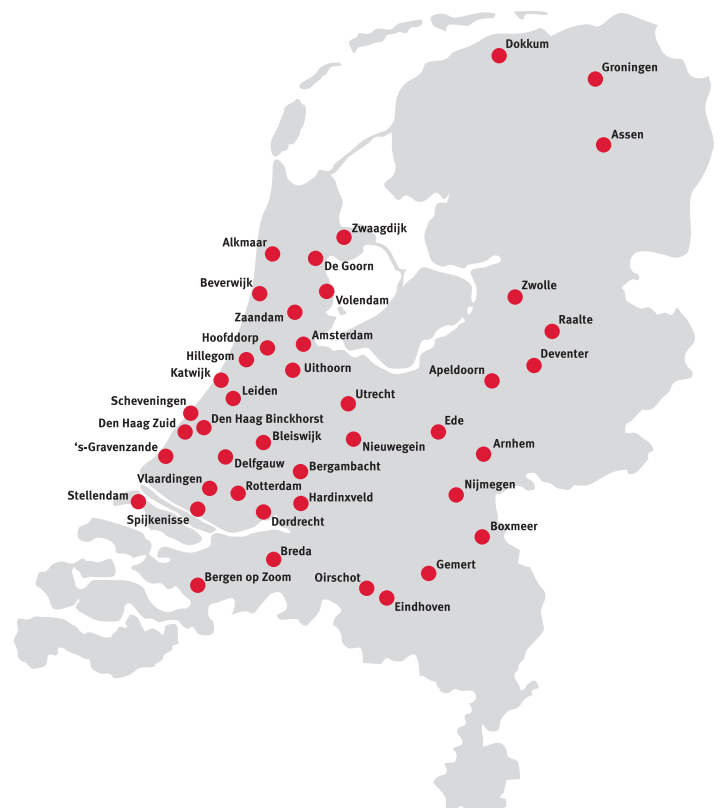 Dokkum
Groningen
Assen
Zwaagdijk
Alkmaar
De Goorn
Beverwijk
Zwolle
Volendam
Zaandam
Raalte
Hoofddorp
Amsterdam
Hillegom
Deventer
Uithoorn
Apeldoorn
Katwijk
Leiden
Utrecht
Scheveningen
Den Haag Binckhorst
Den Haag Zuid
Ede
Bleiswijk
's-Gravenzande
Nieuwegein
Arnhem
Delfgauw
Bergambacht
Vlaardingen
Rotterdam
Nijmegen
Stellendam
Hardinxveld
Spijkenisse
Dordrecht
Boxmeer
Breda
Gemert
Bergen op Zoom
Oirschot
Eindhoven